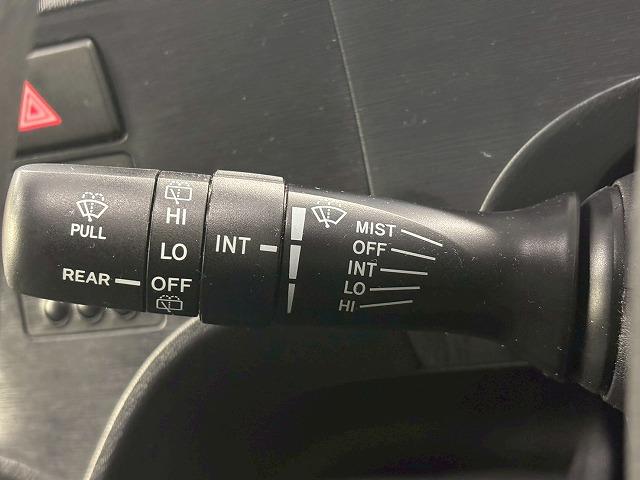 PULL
REAR
HI
LO
OFF
INT
MIST
OFF
INT
LO
HI